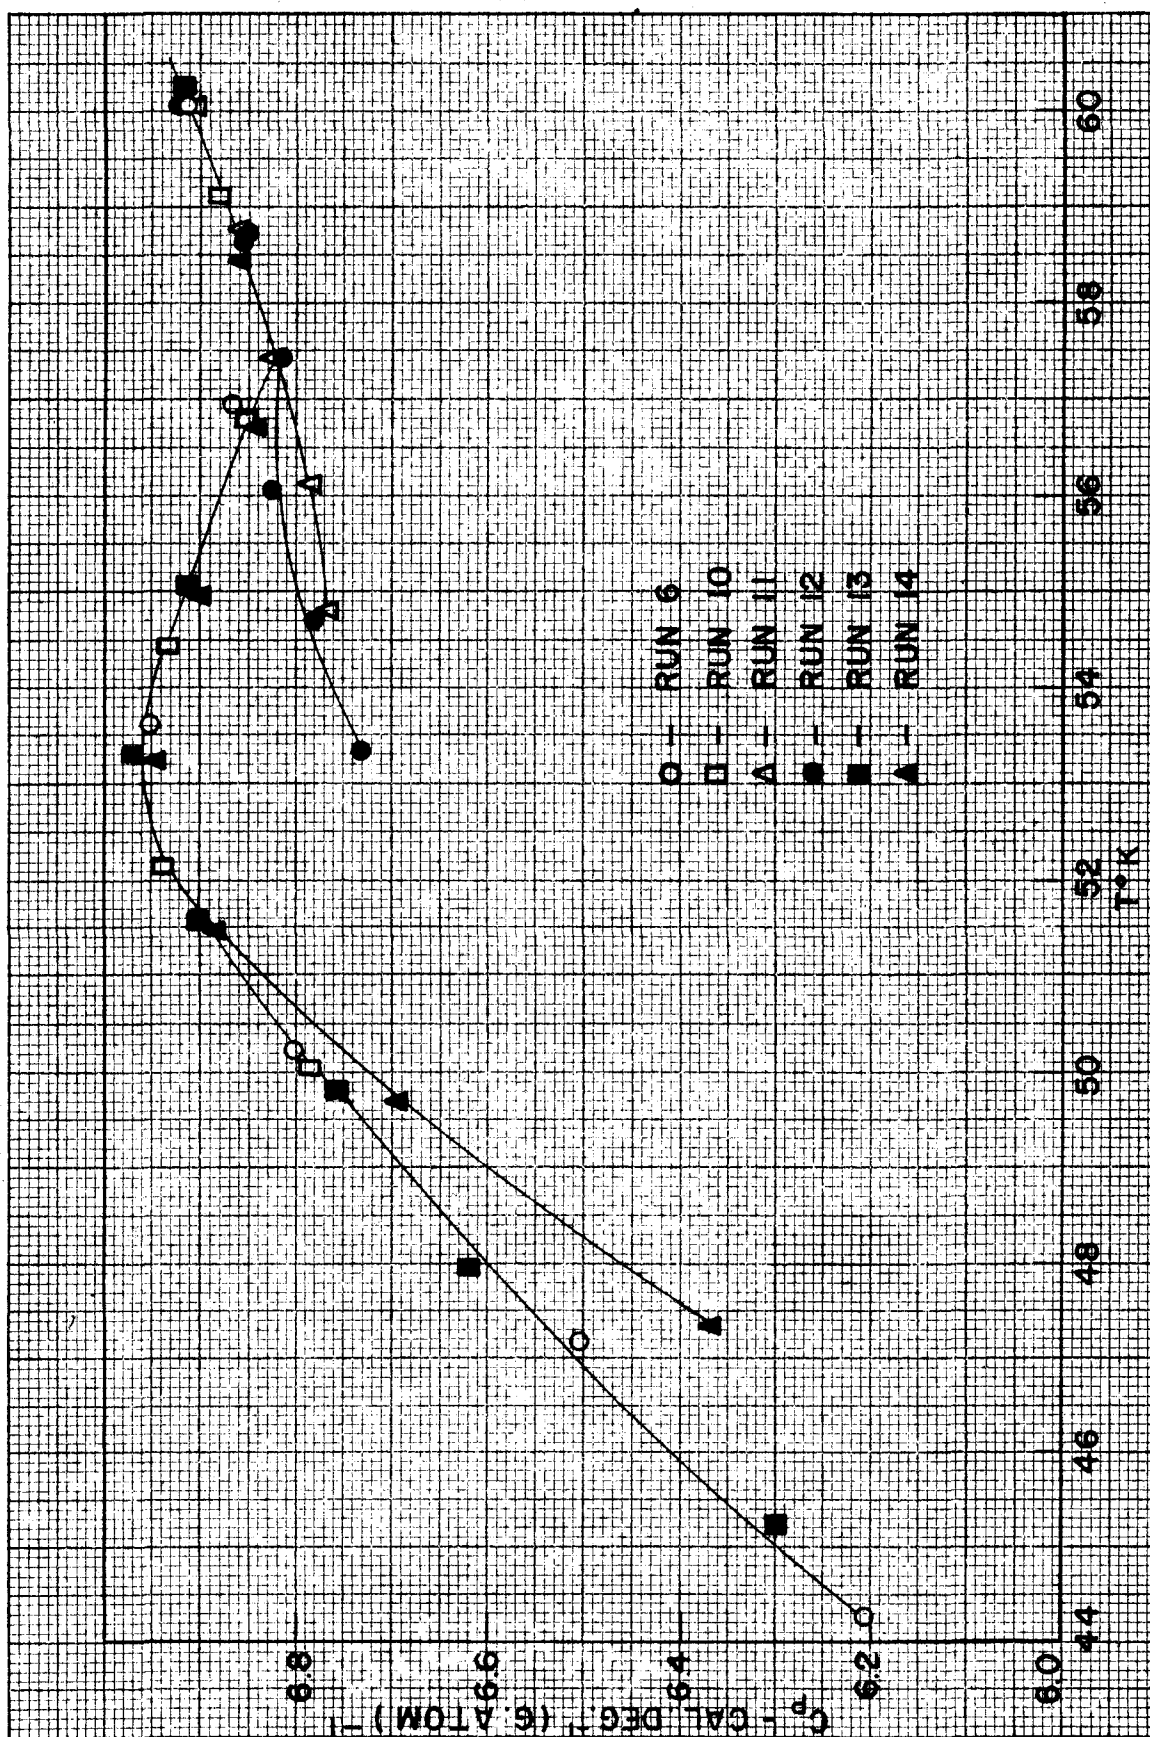 Cp - CAL DEG.⁻¹ (G. ATOM)⁻¹
6.8
6.6
6.4
6.2
6.0
O - RUN 6
□ - RUN 10
△ - RUN 11
● - RUN 12
■ - RUN 13
▲ - RUN 14
44 46 48 50 52 54 56 58 60
T° K